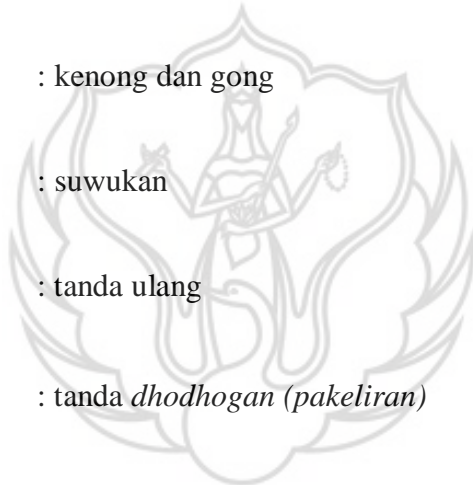 : kenong dan gong
: suwukan
: tanda ulang
: tanda dhodhogan (pakeliran)